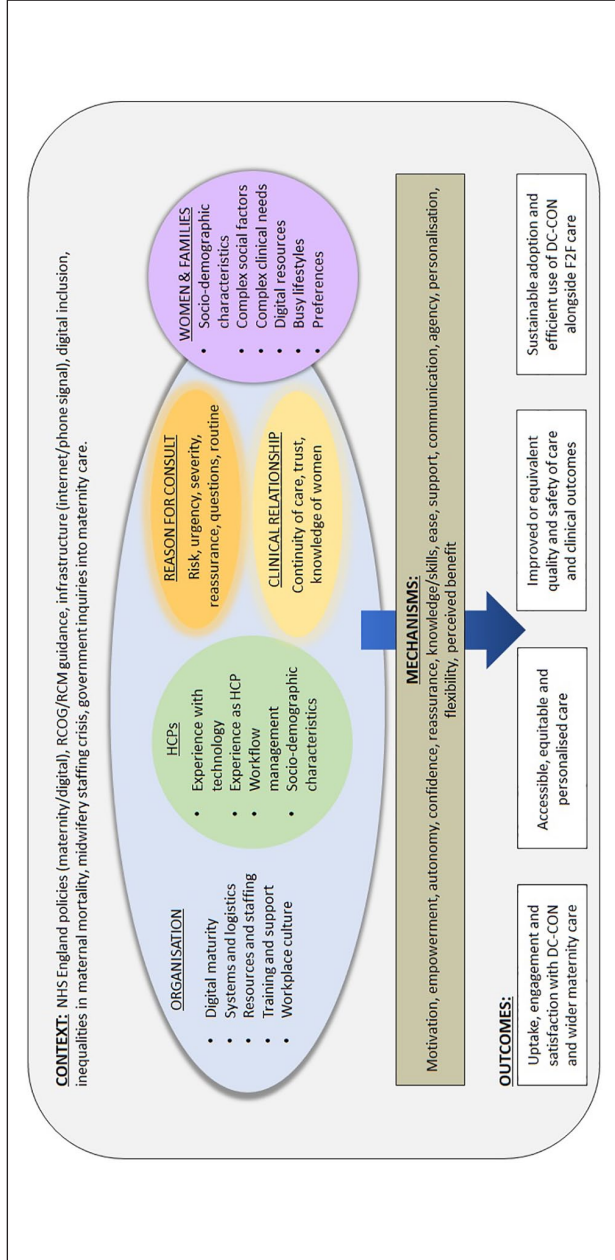 CONTEXT: NHS England policies (maternity/digital), RCOG/RCM guidance, infrastructure (internet/phone signal), digital inclusion,
inequalities in maternal mortality, midwifery staffing crisis, government inquiries into maternity care.
ORGANISATION
• Digital maturity
• Systems and logistics
• Resources and staffing
• Training and support
• Workplace culture
HCPs
• Experience with
technology
• Experience as HCP
• Workflow
management
• Socio-demographic
characteristics
REASON FOR CONSULT
Risk, urgency, severity,
reassurance, questions, routine
CLINICAL RELATIONSHIP
Continuity of care, trust,
knowledge of women
WOMEN & FAMILIES
• Socio-demographic
characteristics
• Complex social factors
• Complex clinical needs
• Digital resources
• Busy lifestyles
• Preferences
MECHANISMS:
Motivation, empowerment, autonomy, confidence, reassurance, knowledge/skills, ease, support, communication, agency, personalisation,
flexibility, perceived benefit
OUTCOMES:
Uptake, engagement and
satisfaction with DC-CON
and wider maternity care
Accessible, equitable and
personalised care
Improved or equivalent
quality and safety of care
and clinical outcomes
Sustainable adoption and
efficient use of DC-CON
alongside F2F care